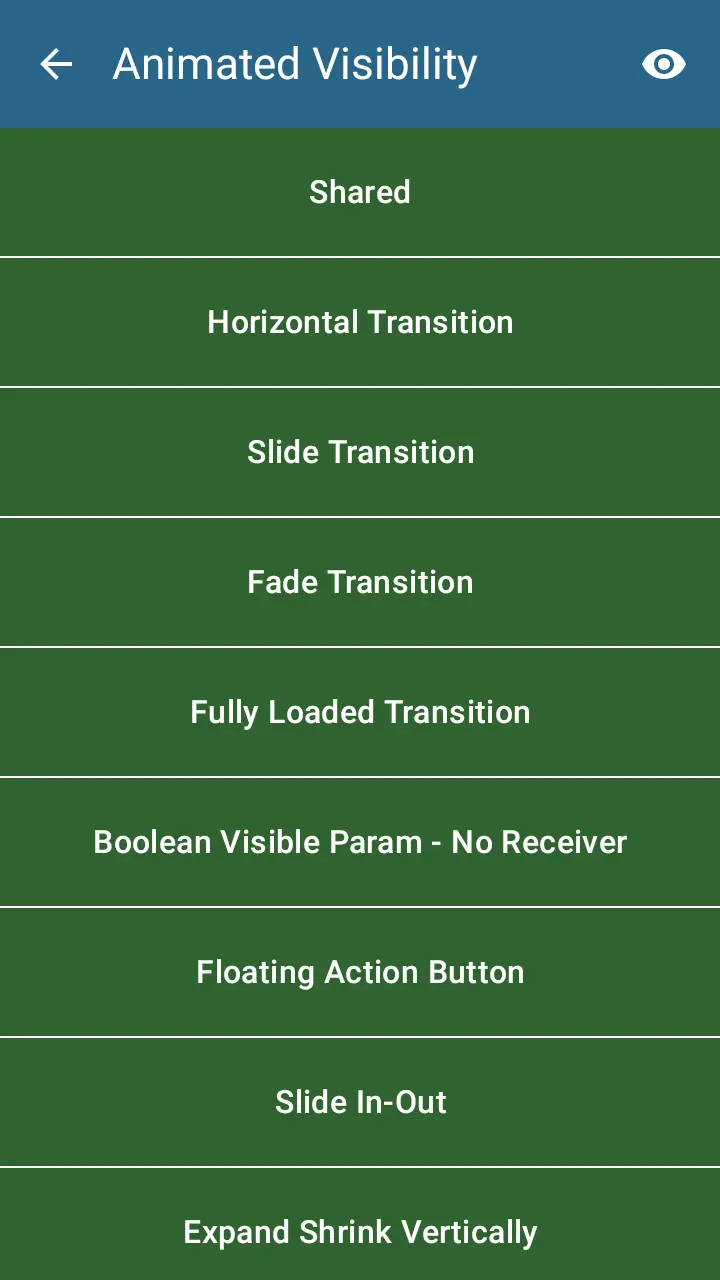 Animated Visibility
Shared
Horizontal Transition
Slide Transition
Fade Transition
Fully Loaded Transition
Boolean Visible Param - No Receiver
Floating Action Button
Slide In-Out
Expand Shrink Vertically